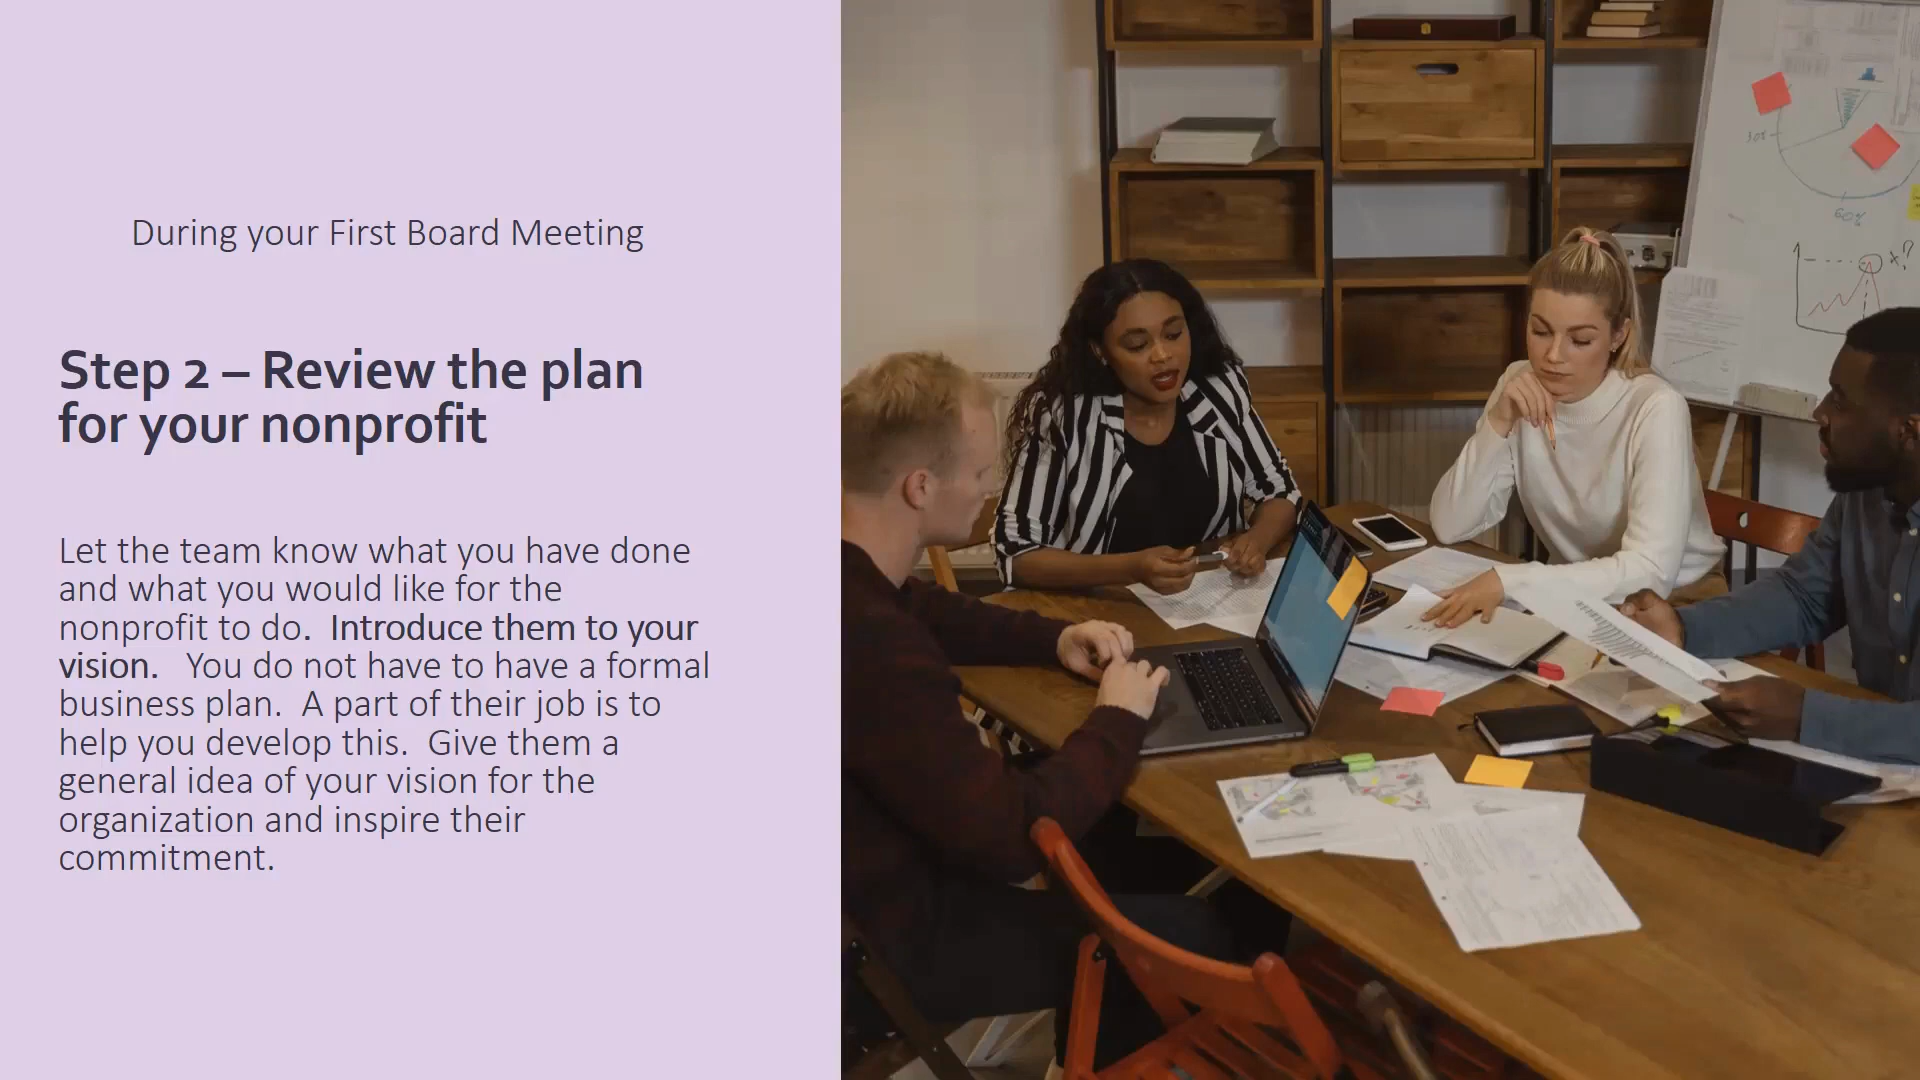 During your First Board Meeting
Step 2 – Review the plan
for your nonprofit
Let the team know what you have done
and what you would like for the
nonprofit to do.  Introduce them to your
vision.   You do not have to have a formal
business plan.  A part of their job is to
help you develop this.  Give them a
general idea of your vision for the
organization and inspire their
commitment.
30%
60%
x?